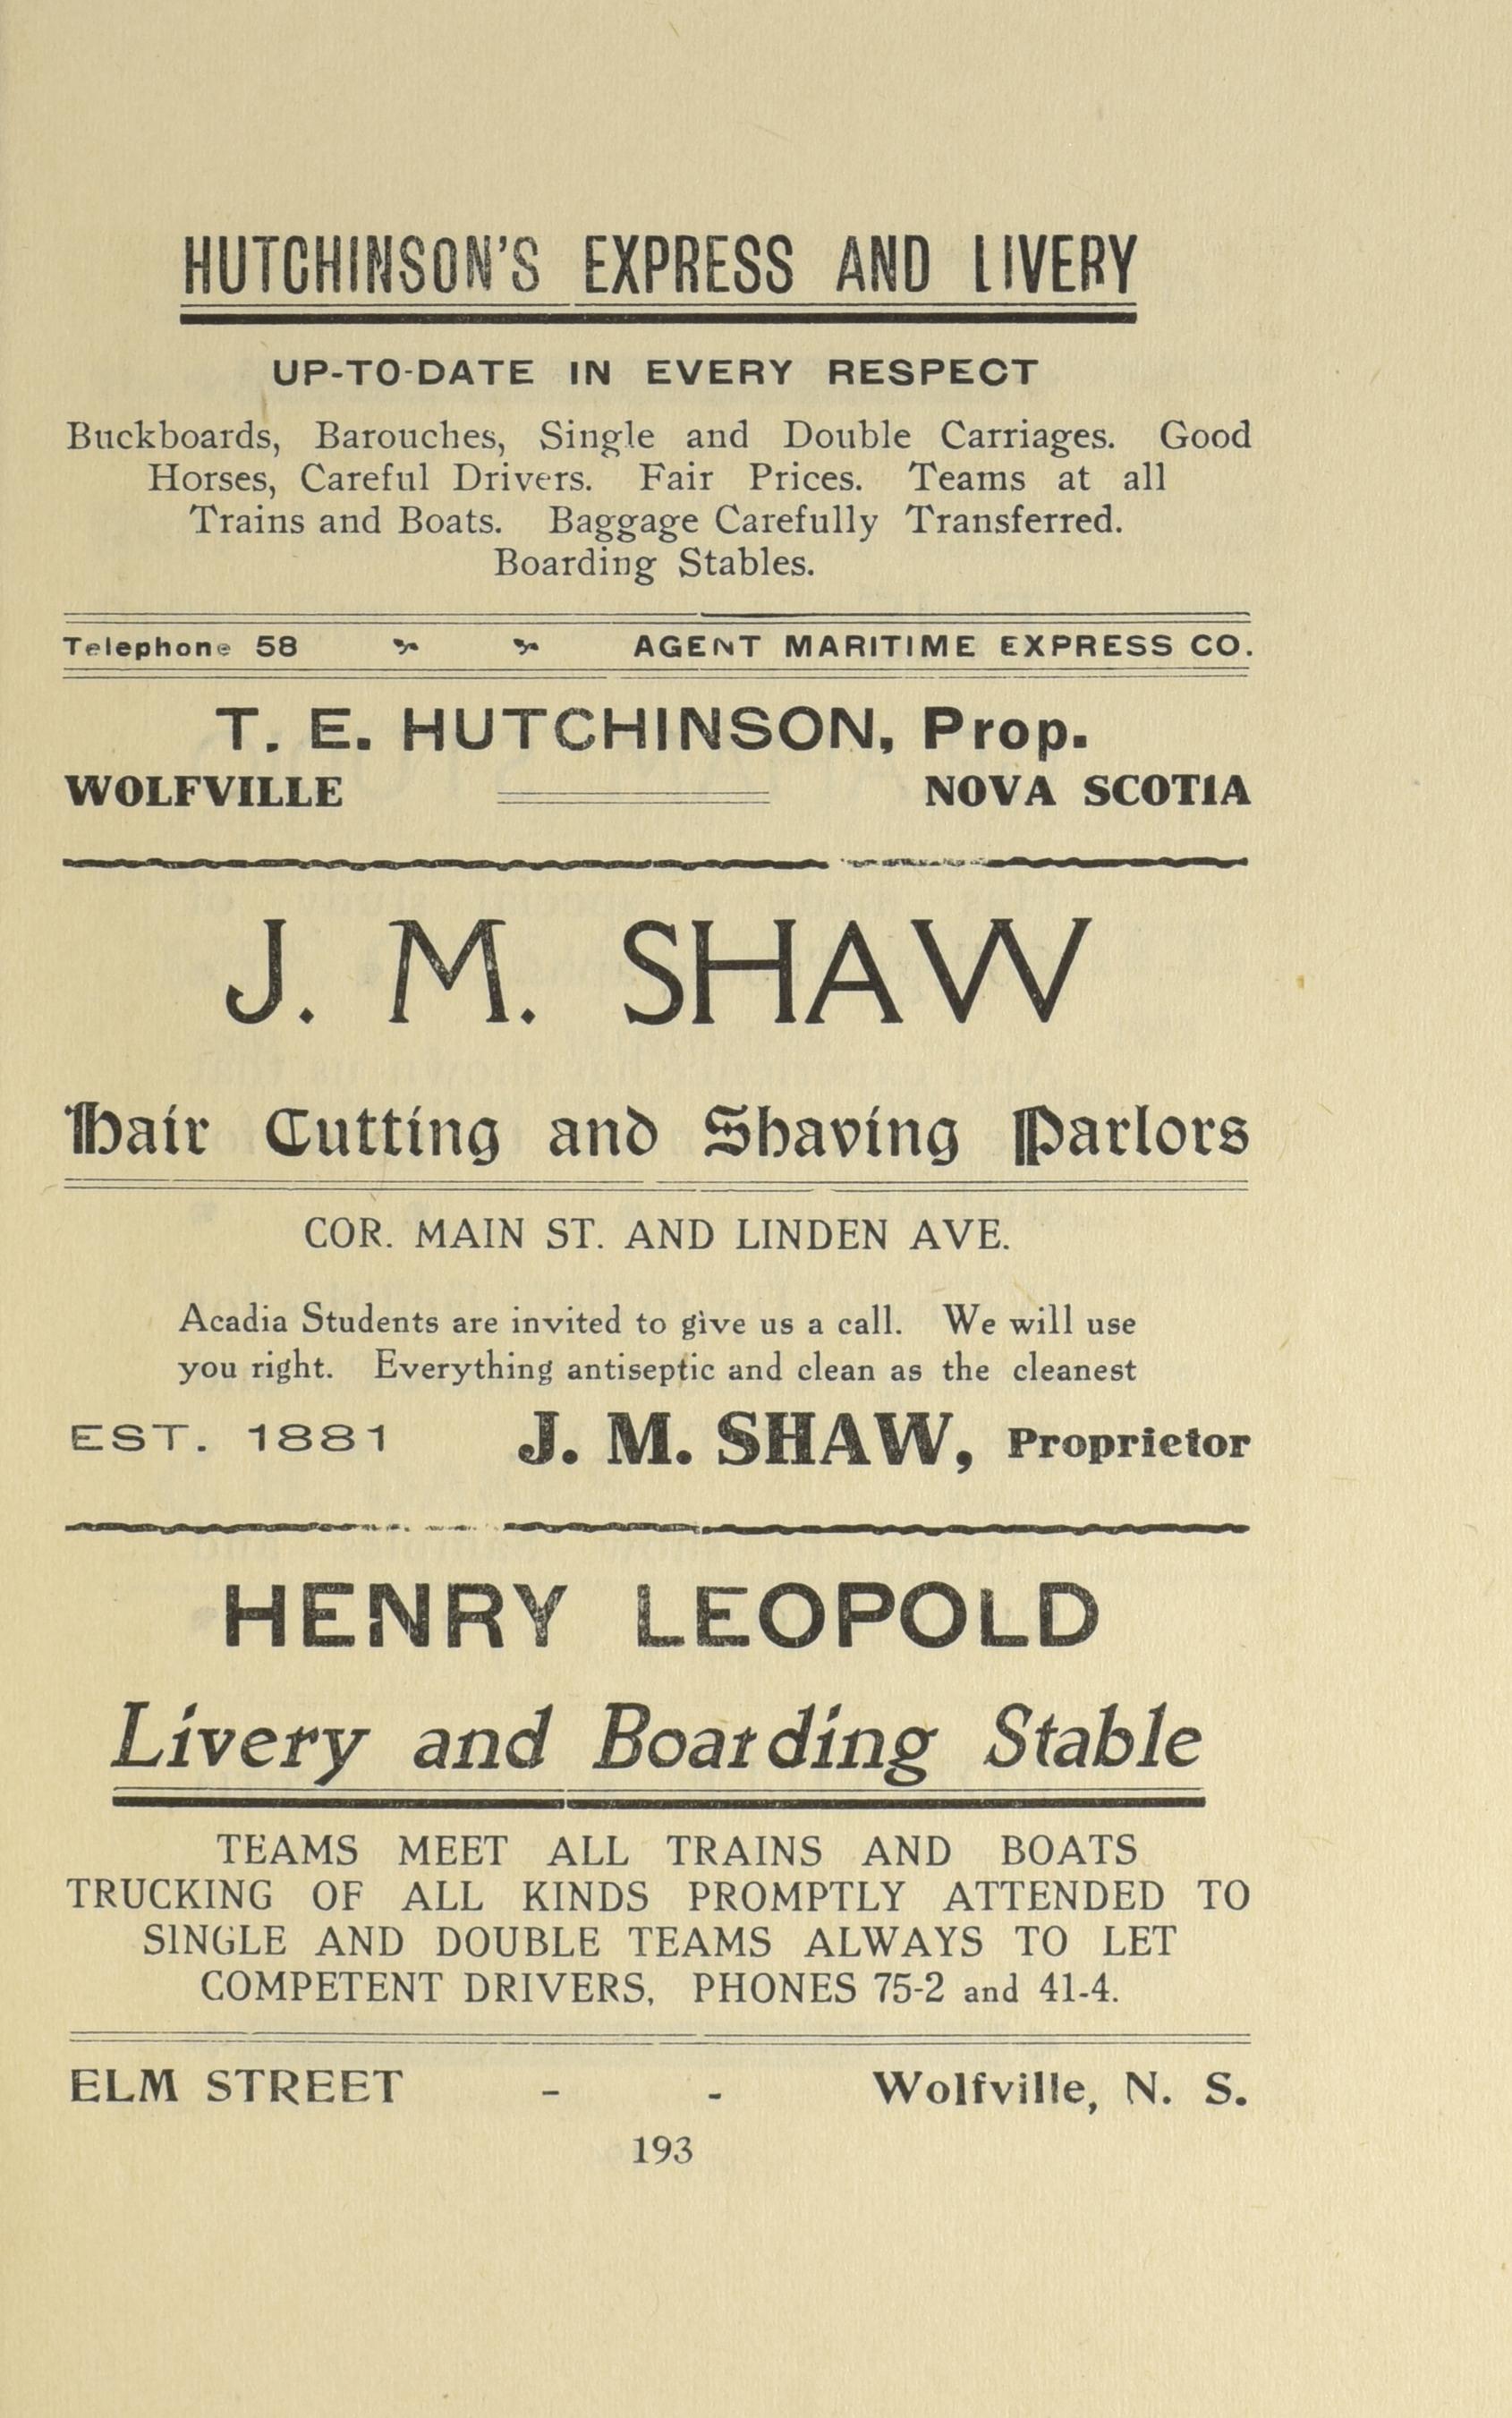 HUTCHINSON'S EXPRESS AND LIVERY
UP-TO-DATE IN EVERY RESPECT
Buckboards, Barouches, Single and Double Carriages. Good
Horses, Careful Drivers. Fair Prices. Teams at all
Trains and Boats. Baggage Carefully Transferred.
Boarding Stables.
Telephone 58 AGENT MARITIME EXPRESS CO.
T. E. HUTCHINSON, Prop.
WOLFVILLE NOVA SCOTIA
J. M. SHAW
Hair Cutting and Shaving Parlors
COR. MAIN ST. AND LINDEN AVE.
Acadia Students are invited to give us a call. We will use
you right. Everything antiseptic and clean as the cleanest
EST. 1881 J. M. SHAW, Proprietor
HENRY LEOPOLD
Livery and Boarding Stable
TEAMS MEET ALL TRAINS AND BOATS
TRUCKING OF ALL KINDS PROMPTLY ATTENDED TO
SINGLE AND DOUBLE TEAMS ALWAYS TO LET
COMPETENT DRIVERS, PHONES 75-2 and 41-4.
ELM STREET - - Wolfville, N. S.
193